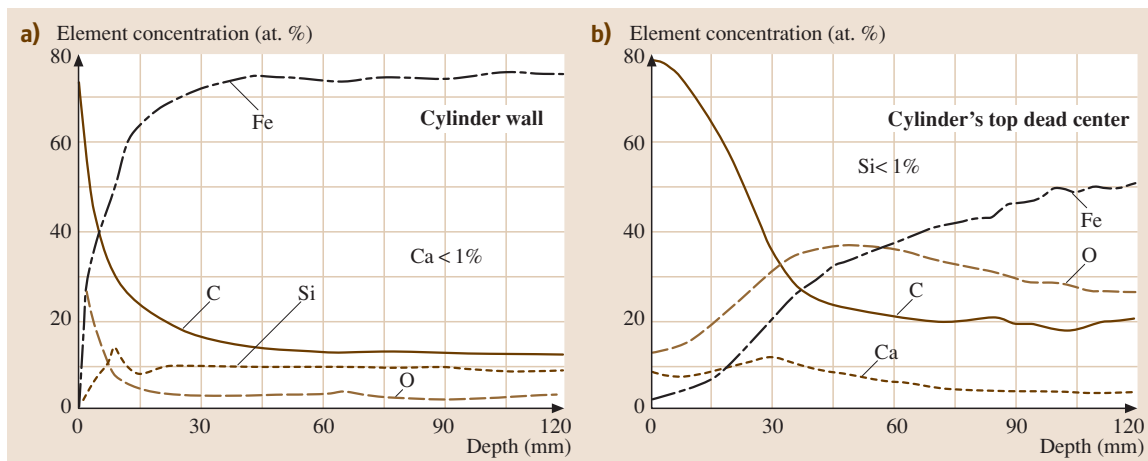 a) Element concentration (at. %)
80
60
40
20
0
Fe
Cylinder wall
Ca < 1%
C
Si
O
0 30 60 90 120
Depth (mm)
b) Element concentration (at. %)
80
60
40
20
0
Cylinder's top dead center
Si< 1%
Fe
O
C
Ca
0 30 60 90 120
Depth (mm)